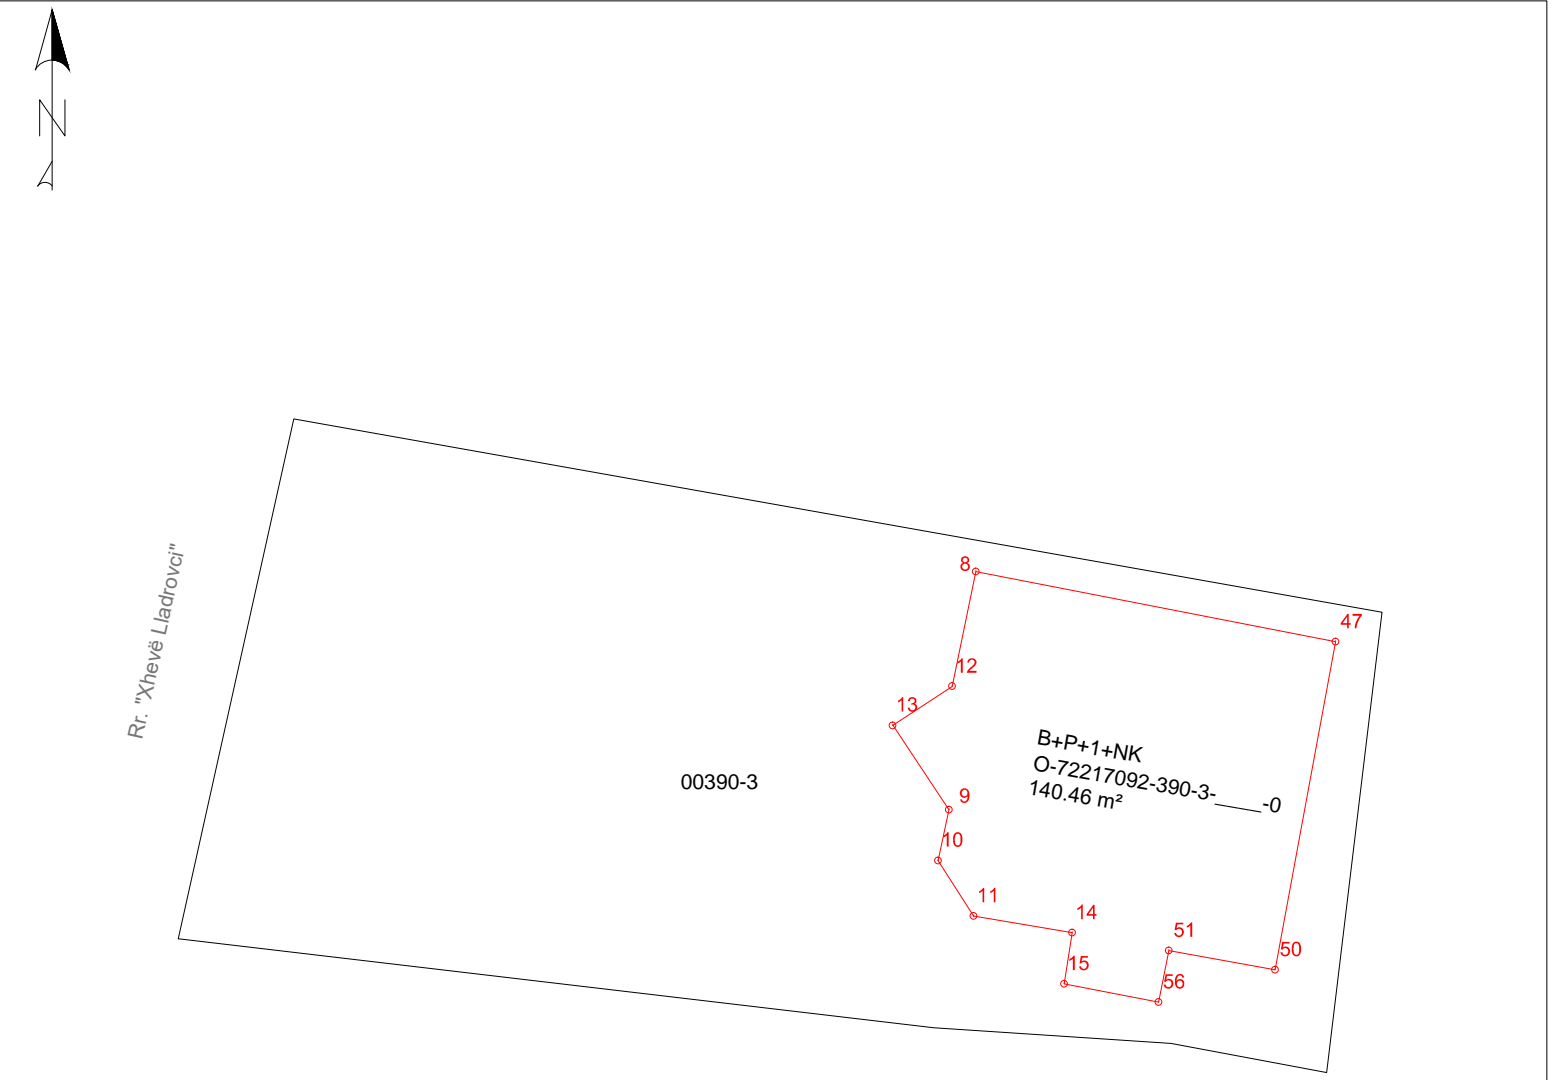 N
Rr. "Xhevë Lladrovci"
8
47
12
13
B+P+1+NK
O-72217092-390-3-____-0
140.46 m²
00390-3
9
10
11
14
51
50
15
56